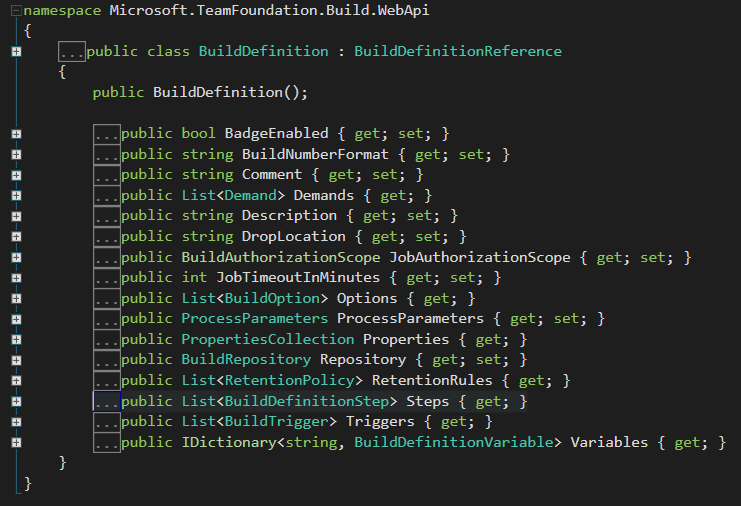 namespace Microsoft.TeamFoundation.Build.WebApi
{
...public class BuildDefinition : BuildDefinitionReference
{
public BuildDefinition();
...public bool BadgeEnabled { get; set; }
...public string BuildNumberFormat { get; set; }
...public string Comment { get; set; }
...public List<Demand> Demands { get; }
...public string Description { get; set; }
...public string DropLocation { get; set; }
...public BuildAuthorizationScope JobAuthorizationScope { get; set; }
...public int JobTimeoutInMinutes { get; set; }
...public List<BuildOption> Options { get; }
...public ProcessParameters ProcessParameters { get; set; }
...public PropertiesCollection Properties { get; }
...public BuildRepository Repository { get; set; }
...public List<RetentionPolicy> RetentionRules { get; }
...public List<BuildDefinitionStep> Steps { get; }
...public List<BuildTrigger> Triggers { get; }
...public IDictionary<string, BuildDefinitionVariable> Variables { get; }
}
}